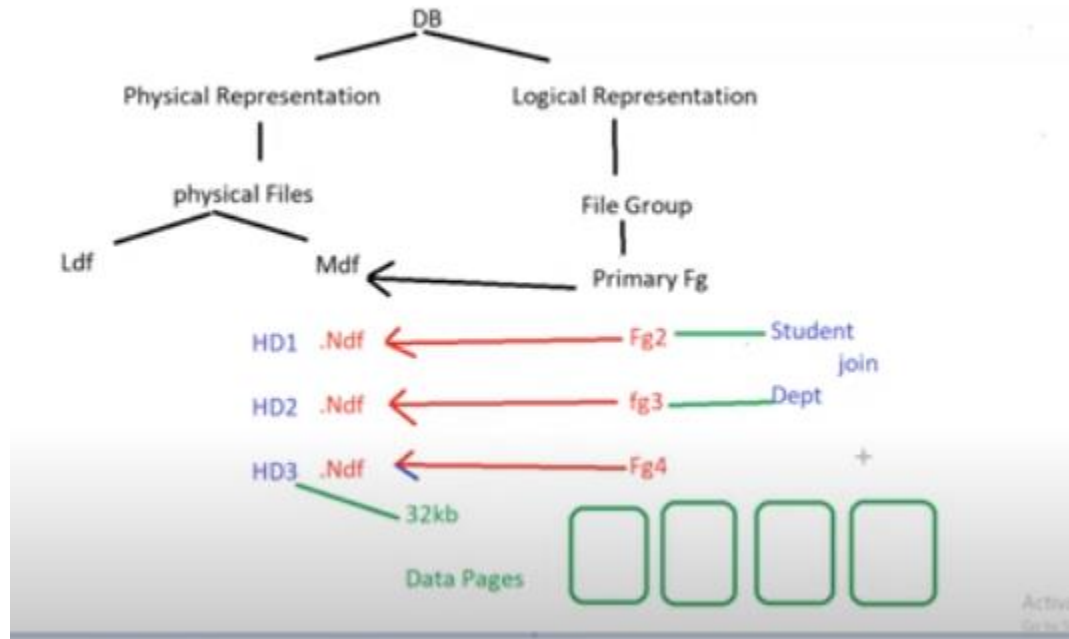 DB
Physical Representation
Logical Representation
physical Files
File Group
Ldf
Mdf
Primary Fg
HD1 .Ndf
Fg2
Student
join
HD2 .Ndf
fg3
Dept
HD3 .Ndf
Fg4
32kb
Data Pages